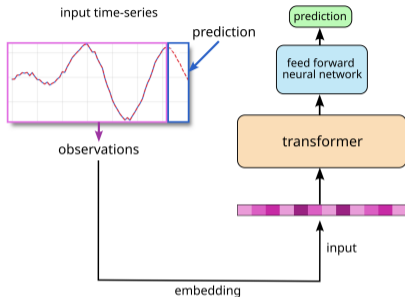 input time-series
prediction
observations
embedding
input
transformer
feed forward
neural network
prediction